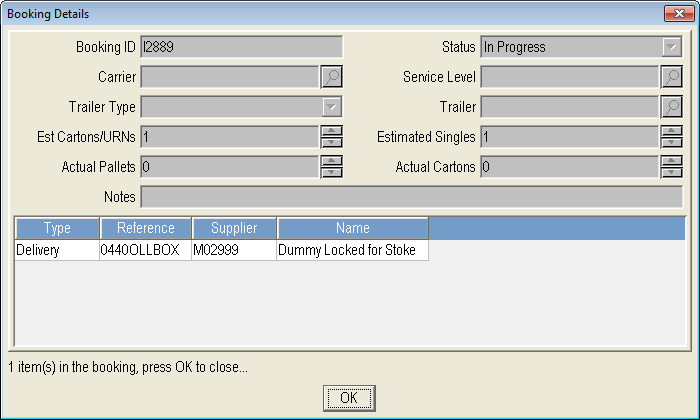 Booking Details
Booking ID I2889 Status In Progress
Carrier Service Level
Trailer Type Trailer
Est Cartons/URNs 1 Estimated Singles 1
Actual Pallets 0 Actual Cartons 0
Notes
Type Reference Supplier Name
Delivery 0440OLLBOX M02999 Dummy Locked for Stoke
1 item(s) in the booking, press OK to close...
OK